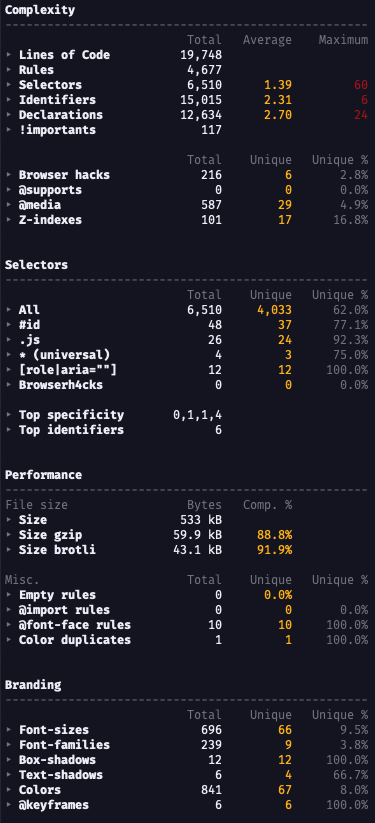 Complexity
Total Average Maximum
‣ Lines of Code 19,748
‣ Rules 4,677
‣ Selectors 6,510 1.39 60
‣ Identifiers 15,015 2.31 6
‣ Declarations 12,634 2.70 24
‣ !importants 117
Total Unique Unique %
‣ Browser hacks 216 6 2.8%
‣ @supports 0 0 0.0%
‣ @media 587 29 4.9%
‣ Z-indexes 101 17 16.8%
Selectors
Total Unique Unique %
‣ All 6,510 4,033 62.0%
‣ #id 48 37 77.1%
‣ .js 26 24 92.3%
‣ * (universal) 4 3 75.0%
‣ [role|aria=""] 12 12 100.0%
‣ Browserh4cks 0 0 0.0%
‣ Top specificity 0,1,1,4
‣ Top identifiers 6
Performance
File size Bytes Comp. %
‣ Size 533 kB
‣ Size gzip 59.9 kB 88.8%
‣ Size brotli 43.1 kB 91.9%
Misc. Total Unique Unique %
‣ Empty rules 0 0.0%
‣ @import rules 0 0 0.0%
‣ @font-face rules 10 10 100.0%
‣ Color duplicates 1 1 100.0%
Branding
Total Unique Unique %
‣ Font-sizes 696 66 9.5%
‣ Font-families 239 9 3.8%
‣ Box-shadows 12 12 100.0%
‣ Text-shadows 6 4 66.7%
‣ Colors 841 67 8.0%
‣ @keyframes 6 6 100.0%